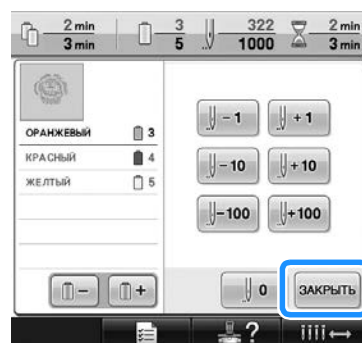 2 min 3 322 2 min
3 min 5 1000 3 min
ОРАНЖЕВЫЙ 3
КРАСНЫЙ 4
ЖЕЛТЫЙ 5
- 1 + 1
- 10 + 10
-100 +100
- +
0 ЗАКРЫТЬ
?